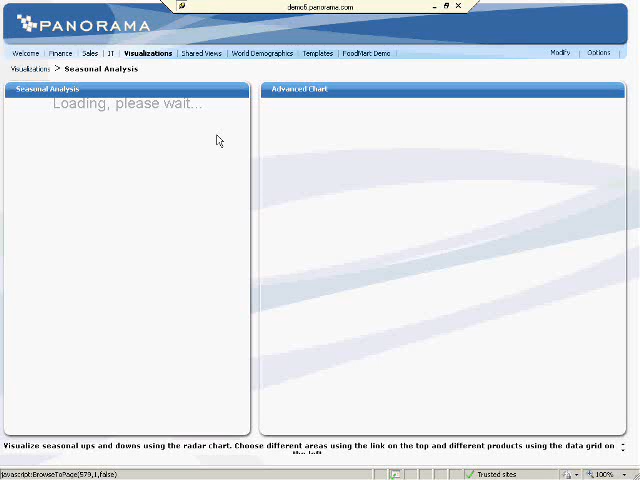 demo6.panorama.com
PANORAMA
Welcome Finance Sales IT Visualizations Shared Views World Demographics Templates FoodMart Demo Modify Options
Visualizations > Seasonal Analysis
Seasonal Analysis
Advanced Chart
Loading, please wait...
Visualize seasonal ups and downs using the radar chart. Choose different areas using the link on the top and different products using the data grid on
the left
javascript:BrowseToPage(579,1,false)
Trusted sites
100%